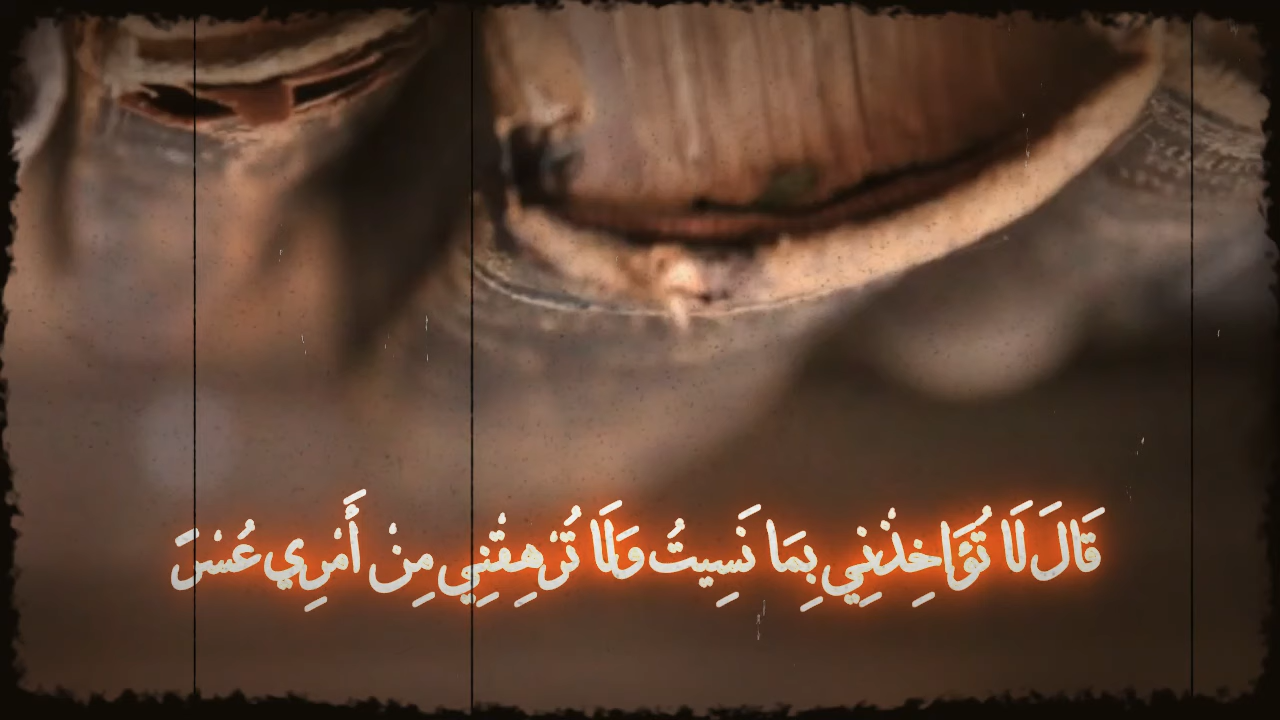 قَالَ لَا تُؤَاخِذْنِي بِمَا نَسِيتُ وَلَا تُرْهِقْنِي مِنْ أَمْرِي عُسْرَ